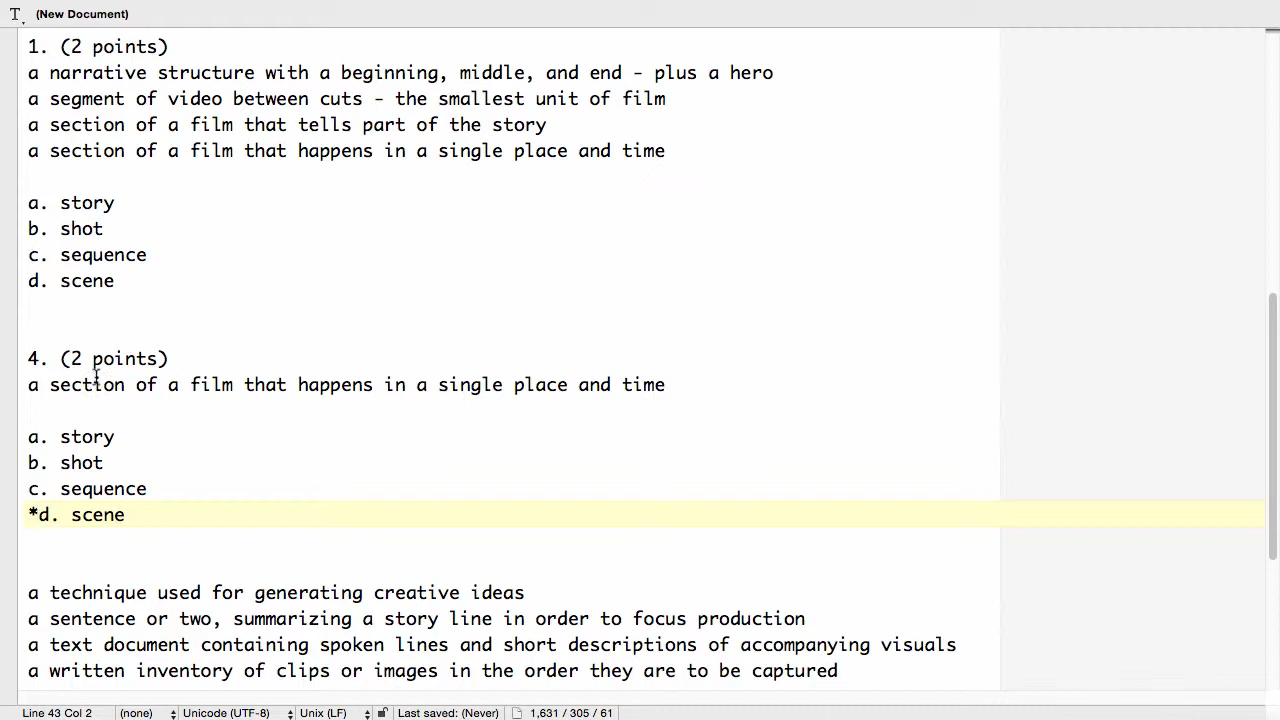 (New Document)
1. (2 points)
a narrative structure with a beginning, middle, and end - plus a hero
a segment of video between cuts - the smallest unit of film
a section of a film that tells part of the story
a section of a film that happens in a single place and time
a. story
b. shot
c. sequence
d. scene
4. (2 points)
a section of a film that happens in a single place and time
a. story
b. shot
c. sequence
*d. scene
a technique used for generating creative ideas
a sentence or two, summarizing a story line in order to focus production
a text document containing spoken lines and short descriptions of accompanying visuals
a written inventory of clips or images in the order they are to be captured
Line 43 Col 2 (none) Unicode (UTF-8) Unix (LF) Last saved: (Never) 1,631 / 305 / 61